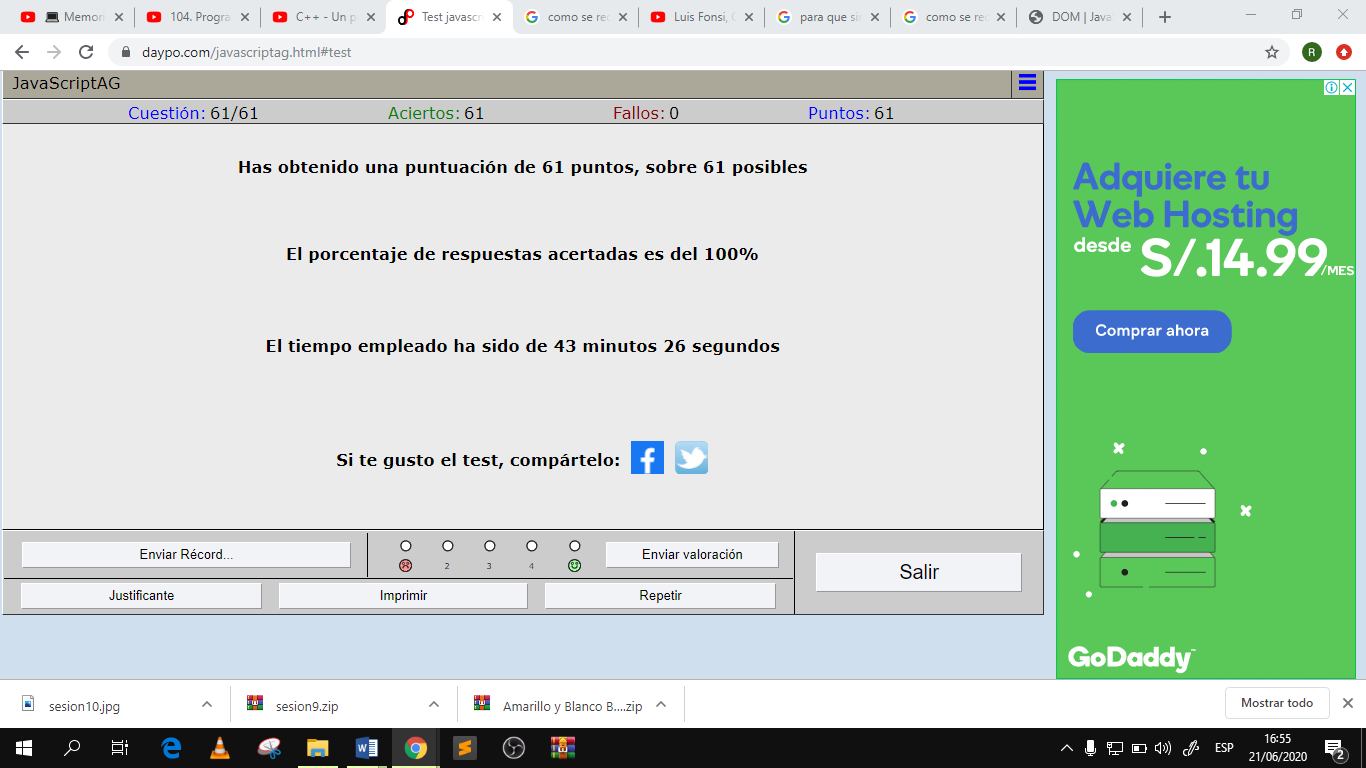 Memor
104. Progra
C++ - Un p
Test javascr
como se rec
Luis Fonsi,
para que sir
como se rec
DOM | Java
daypo.com/javascriptag.html#test
R
JavaScriptAG
Cuestión: 61/61 Aciertos: 61 Fallos: 0 Puntos: 61
Has obtenido una puntuación de 61 puntos, sobre 61 posibles
El porcentaje de respuestas acertadas es del 100%
El tiempo empleado ha sido de 43 minutos 26 segundos
Si te gusto el test, compártelo:
Enviar Récord...
2 3 4
Enviar valoración
Salir
Justificante
Imprimir
Repetir
Adquiere tu
Web Hosting
desde S/.14.99/MES
Comprar ahora
GoDaddy
sesion10.jpg
sesion9.zip
Amarillo y Blanco B....zip
Mostrar todo
ESP
16:55
21/06/2020
2